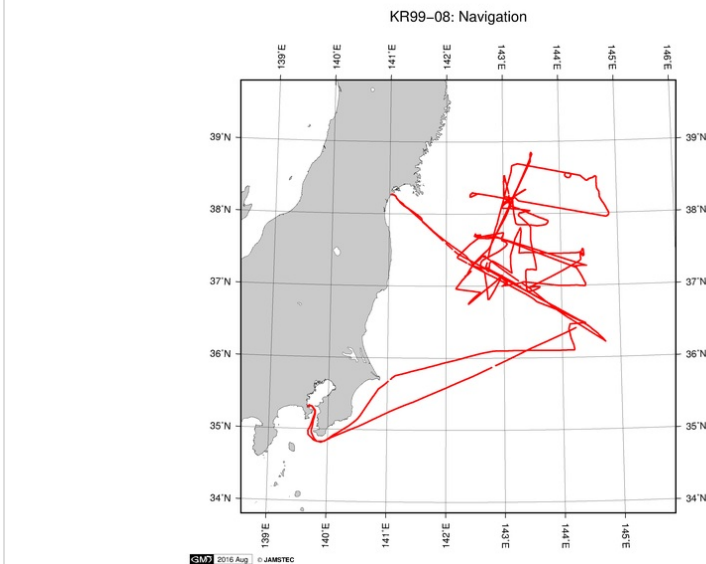 KR99-08: Navigation
139°E 140°E 141°E 142°E 143°E 144°E 145°E 146°E
39°N 39°N
38°N 38°N
37°N 37°N
36°N 36°N
35°N 35°N
34°N 34°N
139°E 140°E 141°E 142°E 143°E 144°E 145°E
GMD 2016 Aug © JAMSTEC